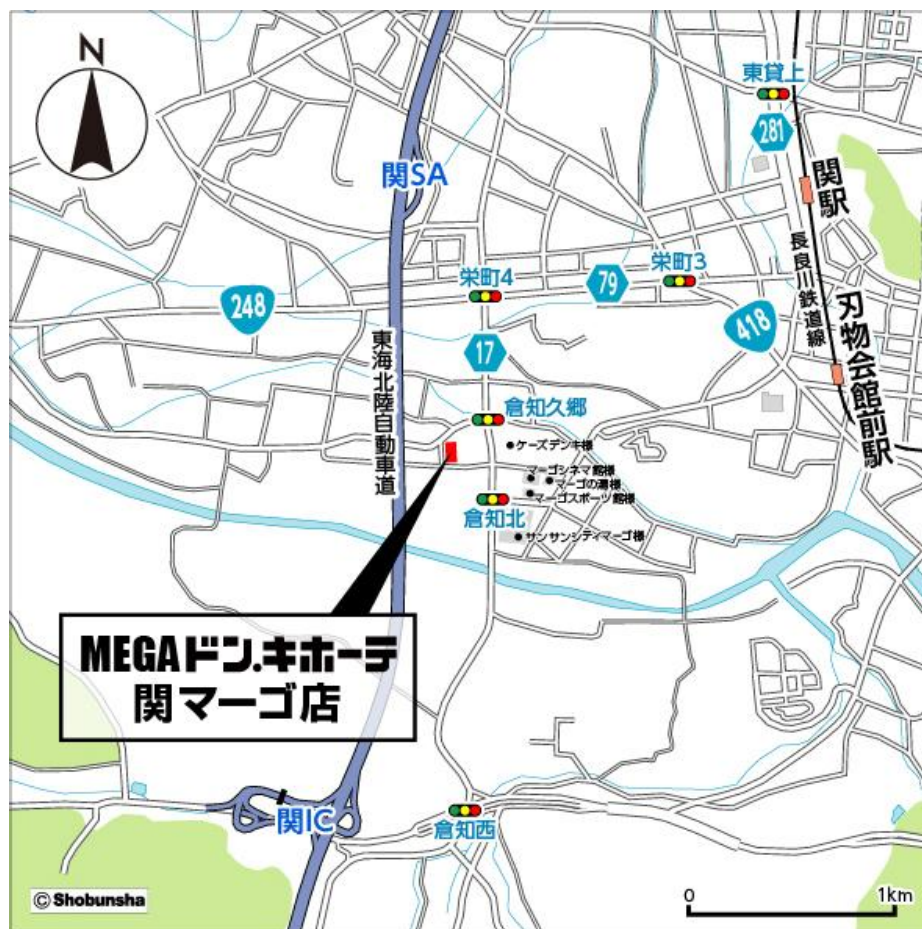 N
東貸上
281
関SA
関駅
長良川鉄道線
栄町4
79
栄町3
248
418
17
東海北陸自動車道
刃物会館前駅
倉知久郷
ケーズデンキ様
マーゴシネマ館様
マーゴの湯様
マーゴスポーツ館様
倉知北
サンサンシティマーゴ様
MEGAドン.キホーテ
関マーゴ店
関IC
倉知西
© Shobunsha
0 1km